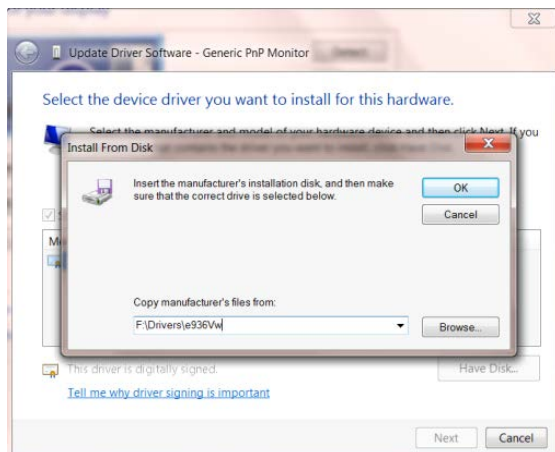 your display
Update Driver Software - Generic PnP Monitor
Detect
Select the device driver you want to install for this hardware.
Select the manufacturer and model of your hardware device and then click Next. If you
Install From Disk
Insert the manufacturer's installation disk, and then make
sure that the correct drive is selected below.
OK
Cancel
Copy manufacturer's files from:
F:\Drivers\e936Vw
Browse...
This driver is digitally signed.
Have Disk...
Tell me why driver signing is important
Next
Cancel